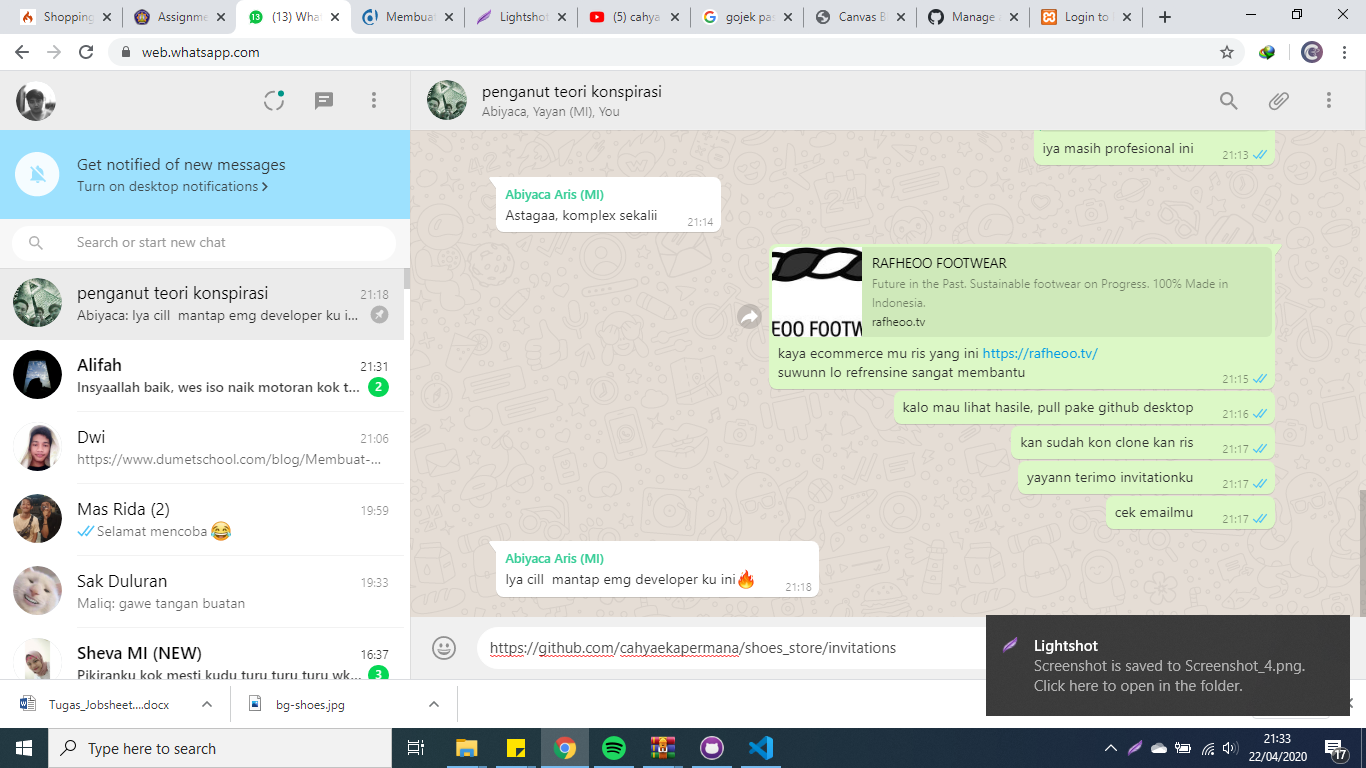 Shopping
Assignme
(13) Wha
Membuat
Lightshot
(5) cahya
gojek pas
Canvas B
Manage
Login to
web.whatsapp.com
penganut teori konspirasi
Abiyaca, Yayan (MI), You
Get notified of new messages
Turn on desktop notifications >
Search or start new chat
penganut teori konspirasi
21:18
Abiyaca: Iya cill mantap emg developer ku i...
Alifah
21:31
Insyaallah baik, wes iso naik motoran kok t...
2
Dwi
21:06
https://www.dumetschool.com/blog/Membuat-...
Mas Rida (2)
19:59
Selamat mencoba 😂
Sak Duluran
19:33
Maliq: gawe tangan buatan
Sheva MI (NEW)
16:37
Pikiranku kok mesti kudu turu turu turu wk...
3
iya masih profesional ini
21:13
Abiyaca Aris (MI)
Astagaa, komplex sekalii
21:14
RAFHEOO FOOTWEAR
Future in the Past. Sustainable footwear on Progress. 100% Made in
Indonesia.
rafheoo.tv
HEOO FOOTW
kaya ecommerce mu ris yang ini https://rafheoo.tv/
suwunn lo refrensine sangat membantu
21:15
kalo mau lihat hasile, pull pake github desktop
21:16
kan sudah kon clone kan ris
21:17
yayann terimo invitationku
21:17
cek emailmu
21:17
Abiyaca Aris (MI)
Iya cill mantap emg developer ku ini🔥
21:18
https://github.com/cahyaekapermana/shoes_store/invitations
Lightshot
Screenshot is saved to Screenshot_4.png.
Click here to open in the folder.
Tugas_Jobsheet....docx
bg-shoes.jpg
Type here to search
21:33
22/04/2020
17